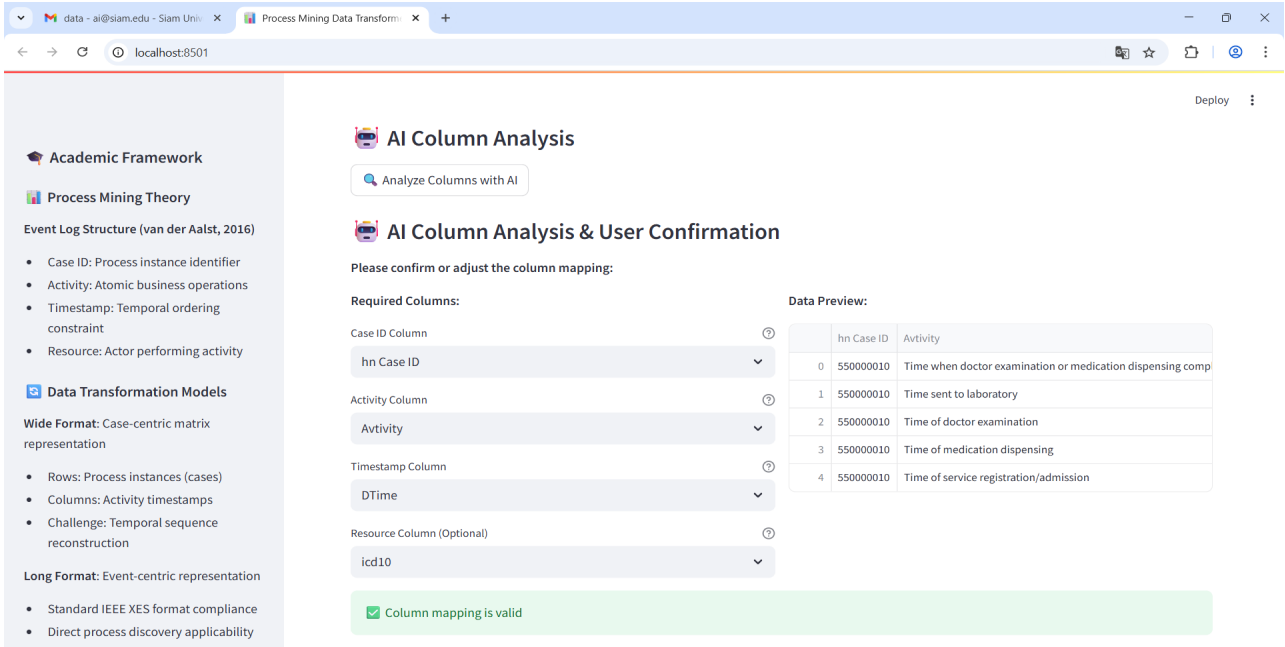 data - ai@siam.edu - Siam Univ
Process Mining Data Transform
localhost:8501
Deploy
Academic Framework
Process Mining Theory
Event Log Structure (van der Aalst, 2016)
Case ID: Process instance identifier
Activity: Atomic business operations
Timestamp: Temporal ordering
constraint
Resource: Actor performing activity
Data Transformation Models
Wide Format: Case-centric matrix
representation
Rows: Process instances (cases)
Columns: Activity timestamps
Challenge: Temporal sequence
reconstruction
Long Format: Event-centric representation
Standard IEEE XES format compliance
Direct process discovery applicability
AI Column Analysis
Analyze Columns with AI
AI Column Analysis & User Confirmation
Please confirm or adjust the column mapping:
Required Columns:
Case ID Column
hn Case ID
Activity Column
Avtivity
Timestamp Column
DTime
Resource Column (Optional)
icd10
Data Preview:
hn Case ID Avtivity
0 550000010 Time when doctor examination or medication dispensing comp
1 550000010 Time sent to laboratory
2 550000010 Time of doctor examination
3 550000010 Time of medication dispensing
4 550000010 Time of service registration/admission
Column mapping is valid